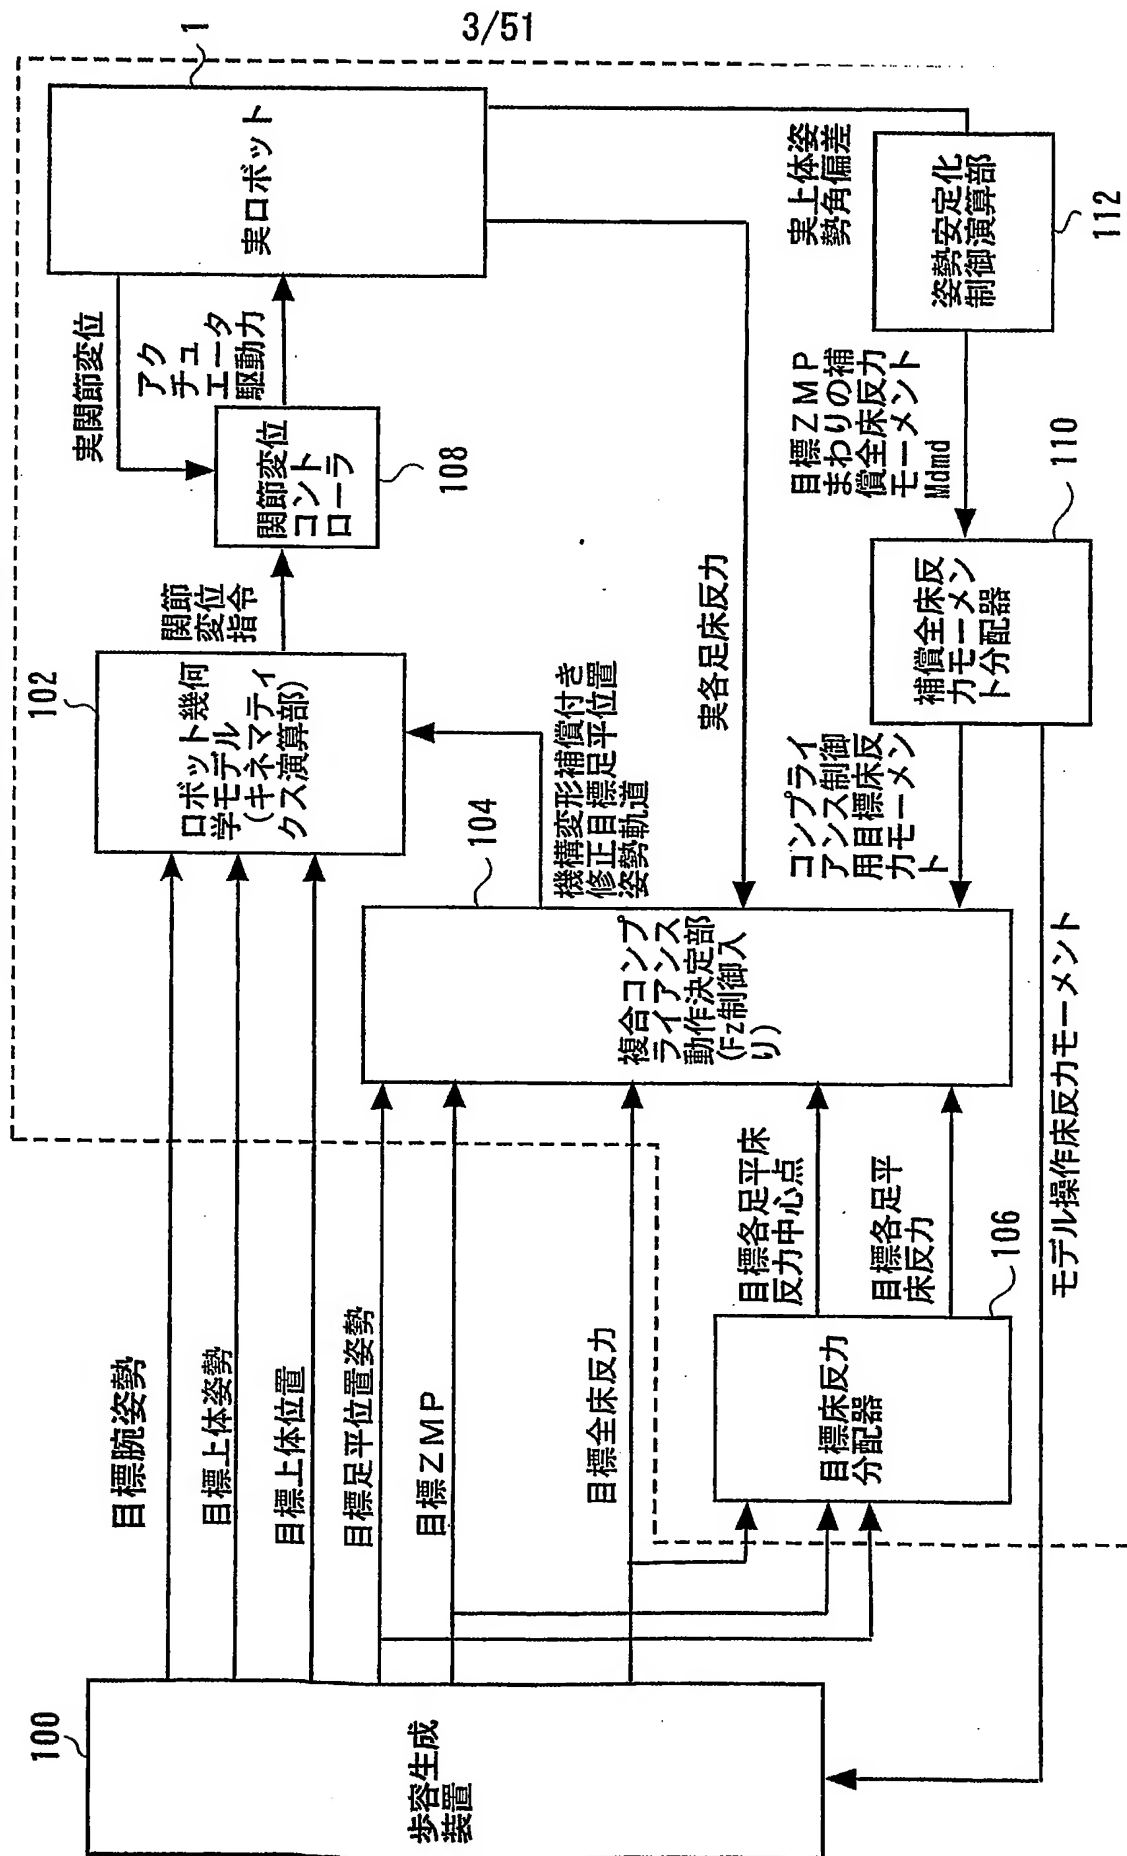 3/51
100
歩容生成
装置
目標腕姿勢
目標上体姿勢
目標上体位置
目標足平位置姿勢
目標ZMP
目標全床反力
目標床反力
分配器
106
目標各足平床
反力中心点
目標各足平
床反力
102
ロボット幾何
学モデル
(キネマティ
クス演算部)
104
複合コンプ
ライアンス
動作決定部
(Fz制御入
り)
機構変形補償付き
修正目標足平位置
姿勢軌道
関節
変位
指令
関節変位
コント
ローラ
108
実関節変位
アク
チュ
エータ
駆動力
実ロボット
1
実各足床反力
実上体姿
勢角偏差
姿勢安定化
制御演算部
112
目標ZMP
まわりの補
償全床反力
モーメント
Mdmd
補償全床反
力モーメン
ト分配器
110
コンプライ
アンス制御
用目標床反
力モーメン
ト
モデル操作床反力モーメント